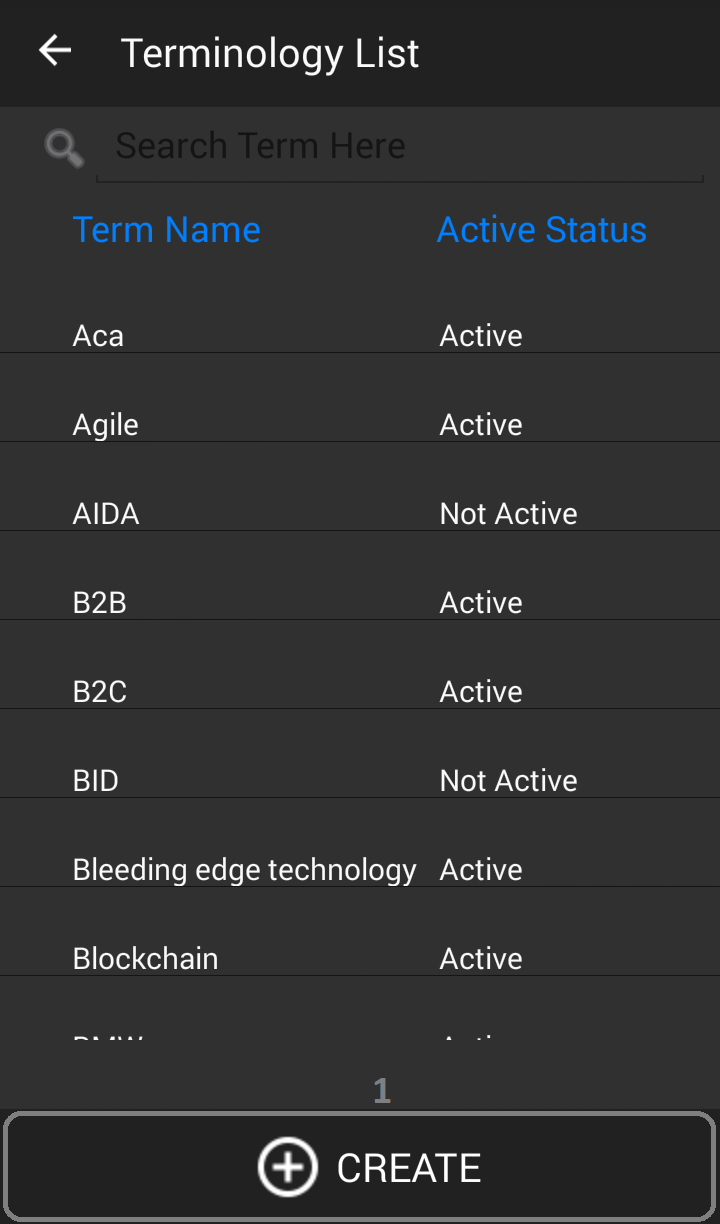 Terminology List
Search Term Here
Term Name Active Status
Aca Active
Agile Active
AIDA Not Active
B2B Active
B2C Active
BID Not Active
Bleeding edge technology Active
Blockchain Active
1
CREATE